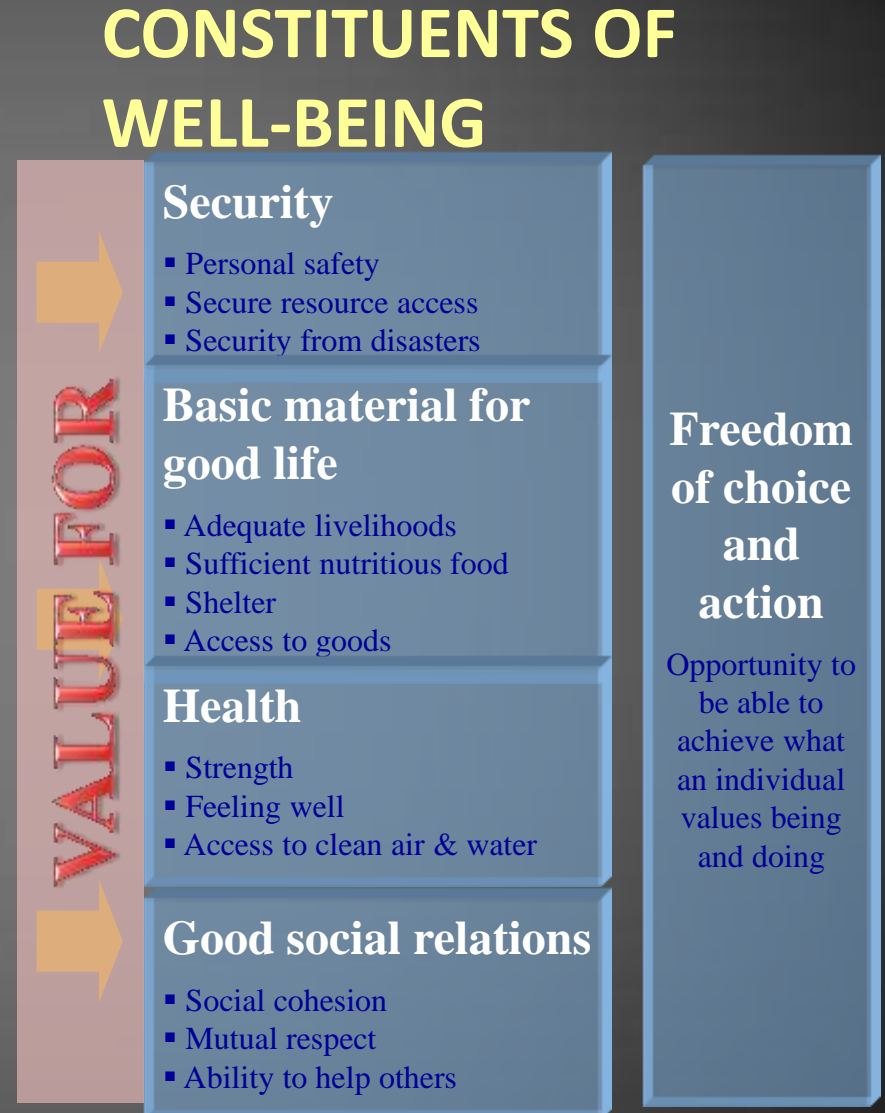 CONSTITUENTS OF
WELL-BEING
VALUE FOR
Security
▪ Personal safety
▪ Secure resource access
▪ Security from disasters
Basic material for
good life
▪ Adequate livelihoods
▪ Sufficient nutritious food
▪ Shelter
▪ Access to goods
Health
▪ Strength
▪ Feeling well
▪ Access to clean air & water
Good social relations
▪ Social cohesion
▪ Mutual respect
▪ Ability to help others
Freedom
of choice
and
action
Opportunity to
be able to
achieve what
an individual
values being
and doing